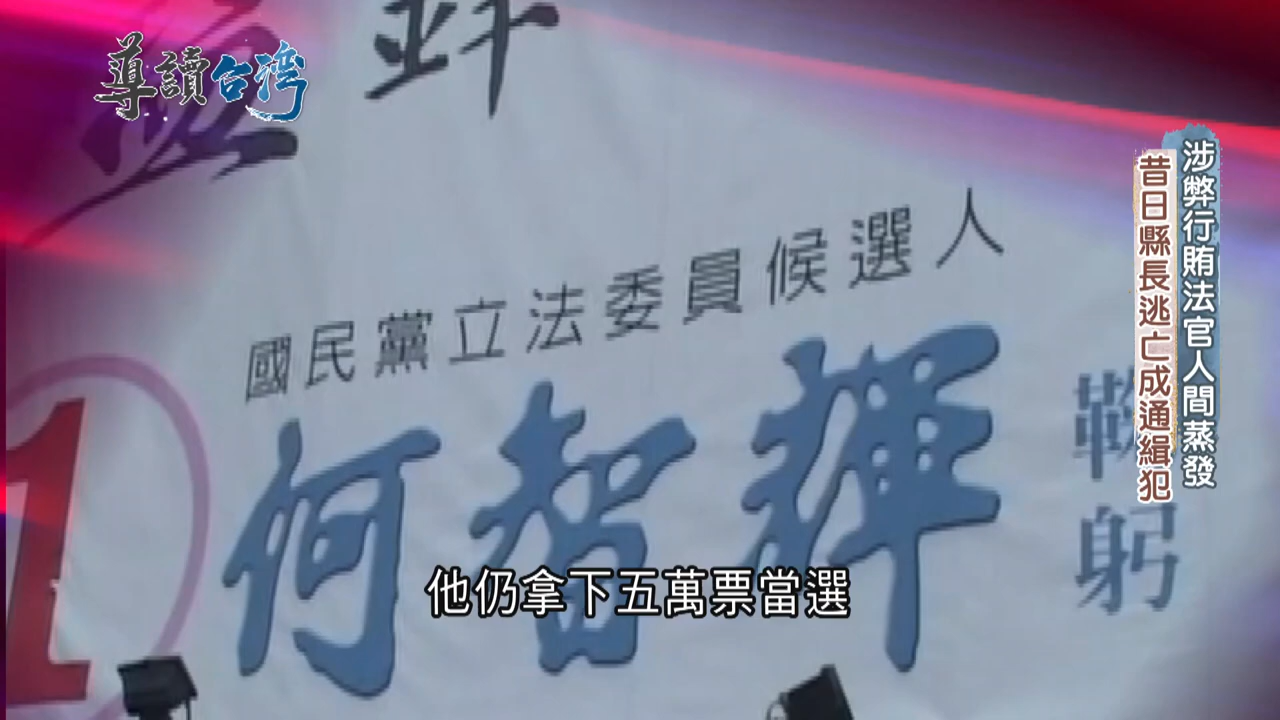 導讀台灣
涉弊行賄法官人間蒸發
昔日縣長逃亡成通緝犯
國民黨立法委員候選人
1
何智輝
鞠躬
他仍拿下五萬票當選